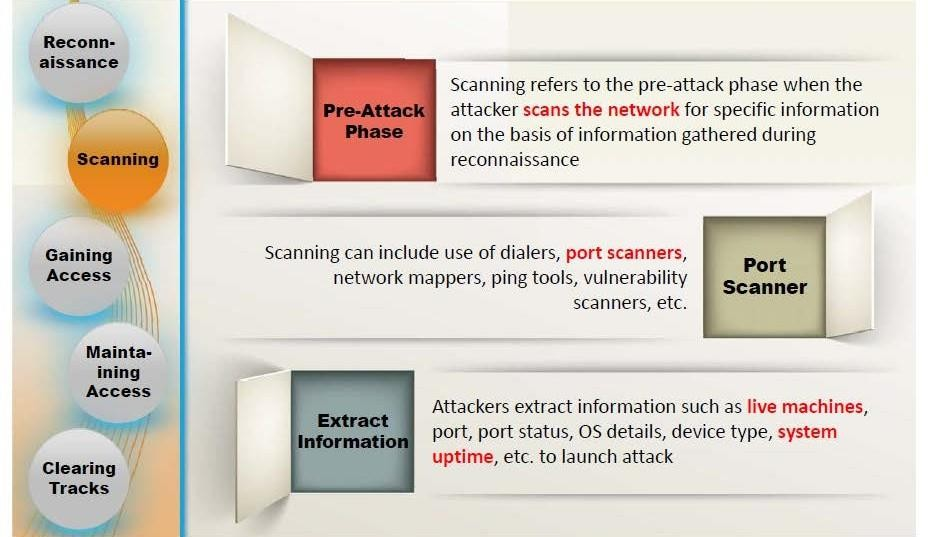 Reconn-
aissance
Scanning
Gaining
Access
Mainta-
ining
Access
Clearing
Tracks
Pre-Attack
Phase
Scanning refers to the pre-attack phase when the
attacker scans the network for specific information
on the basis of information gathered during
reconnaissance
Scanning can include use of dialers, port scanners,
network mappers, ping tools, vulnerability
scanners, etc.
Port
Scanner
Extract
Information
Attackers extract information such as live machines,
port, port status, OS details, device type, system
uptime, etc. to launch attack